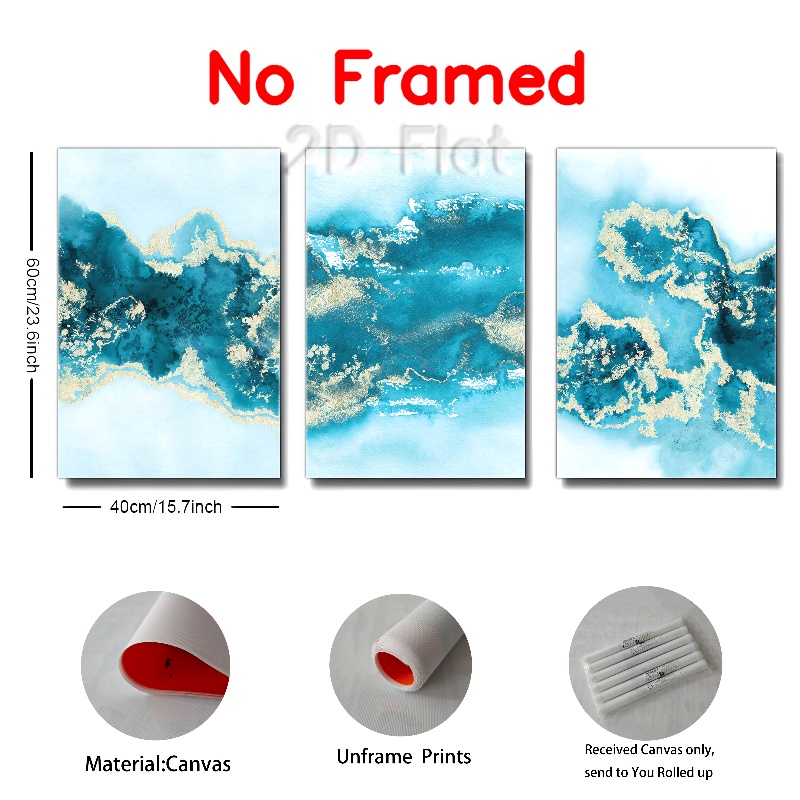 No Framed
2D Flat
60cm/23.6inch
40cm/15.7inch
Material:Canvas
Unframe Prints
Received Canvas only,
send to You Rolled up